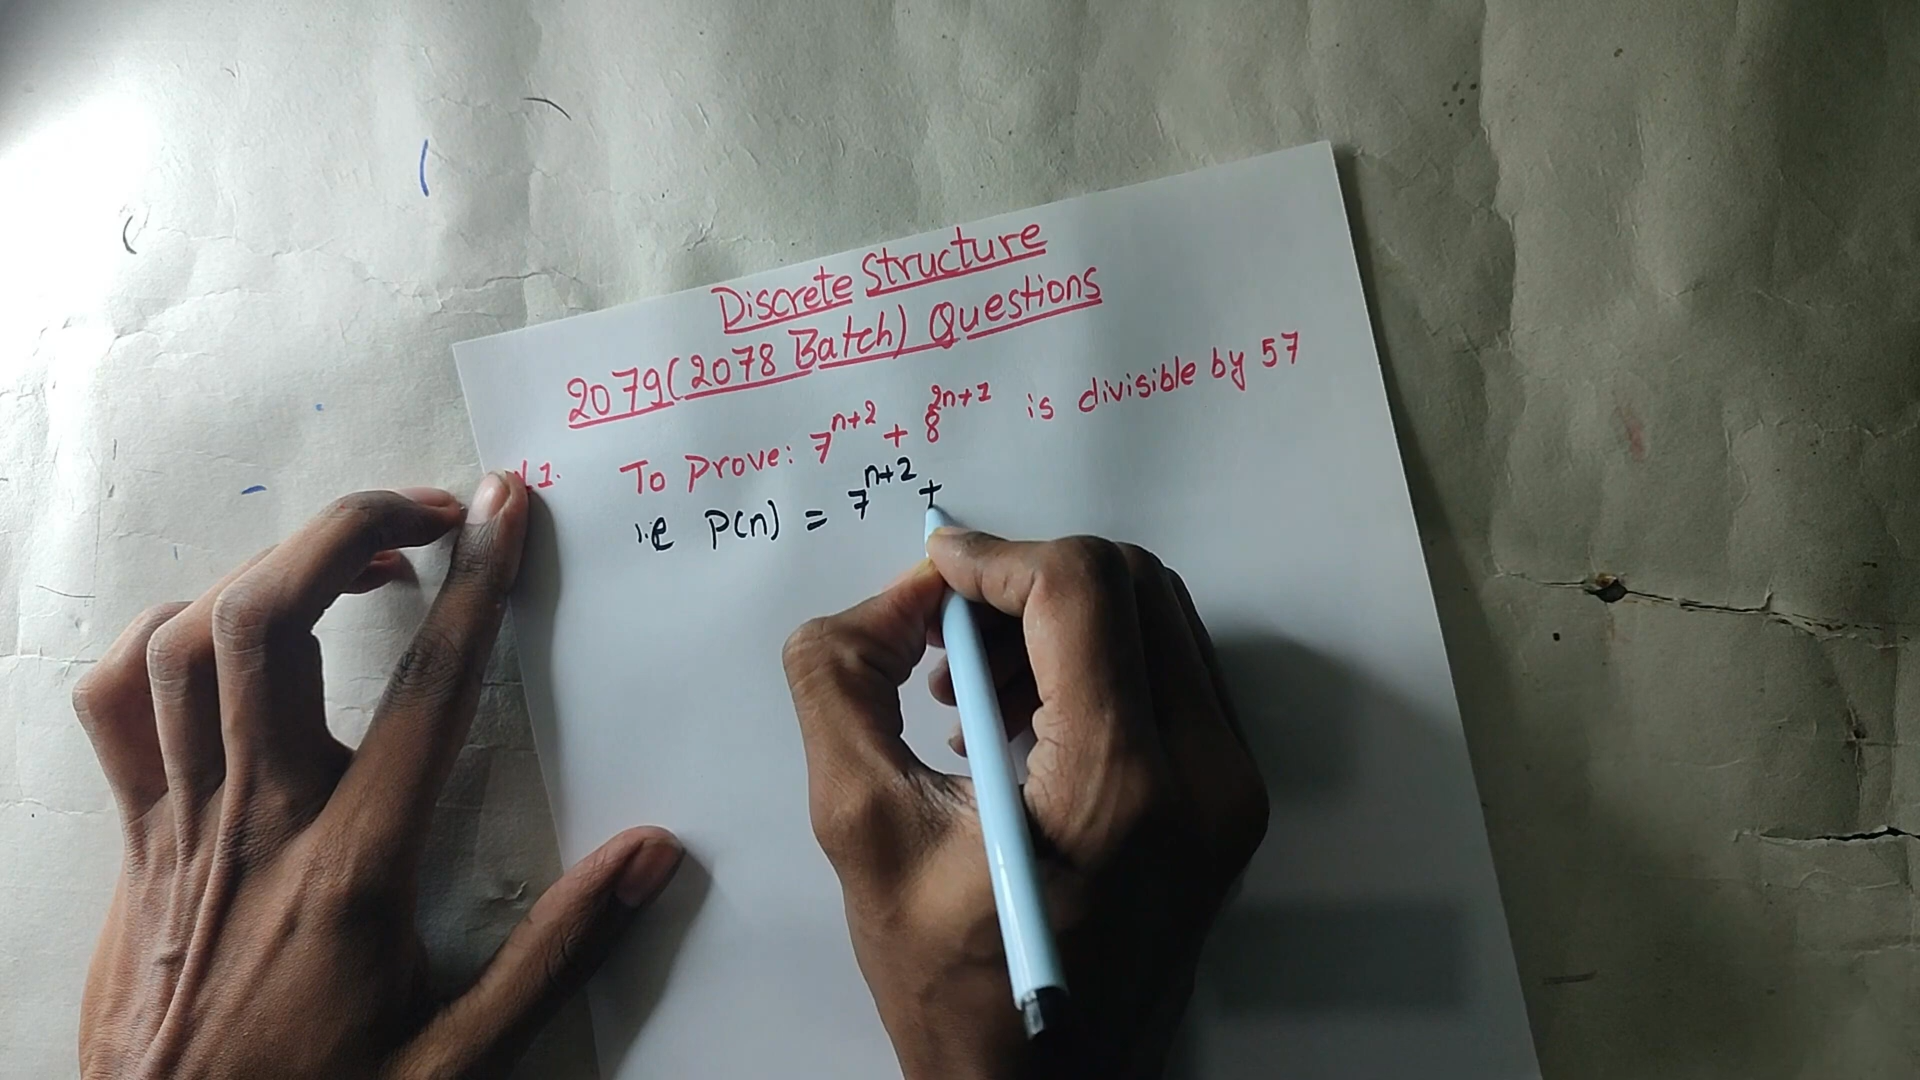 Discrete Structure
2079(2078 Batch) Questions
1. To prove: 7^{n+2} + 8^{2n+1} is divisible by 57
i.e P(n) = 7^{n+2} +